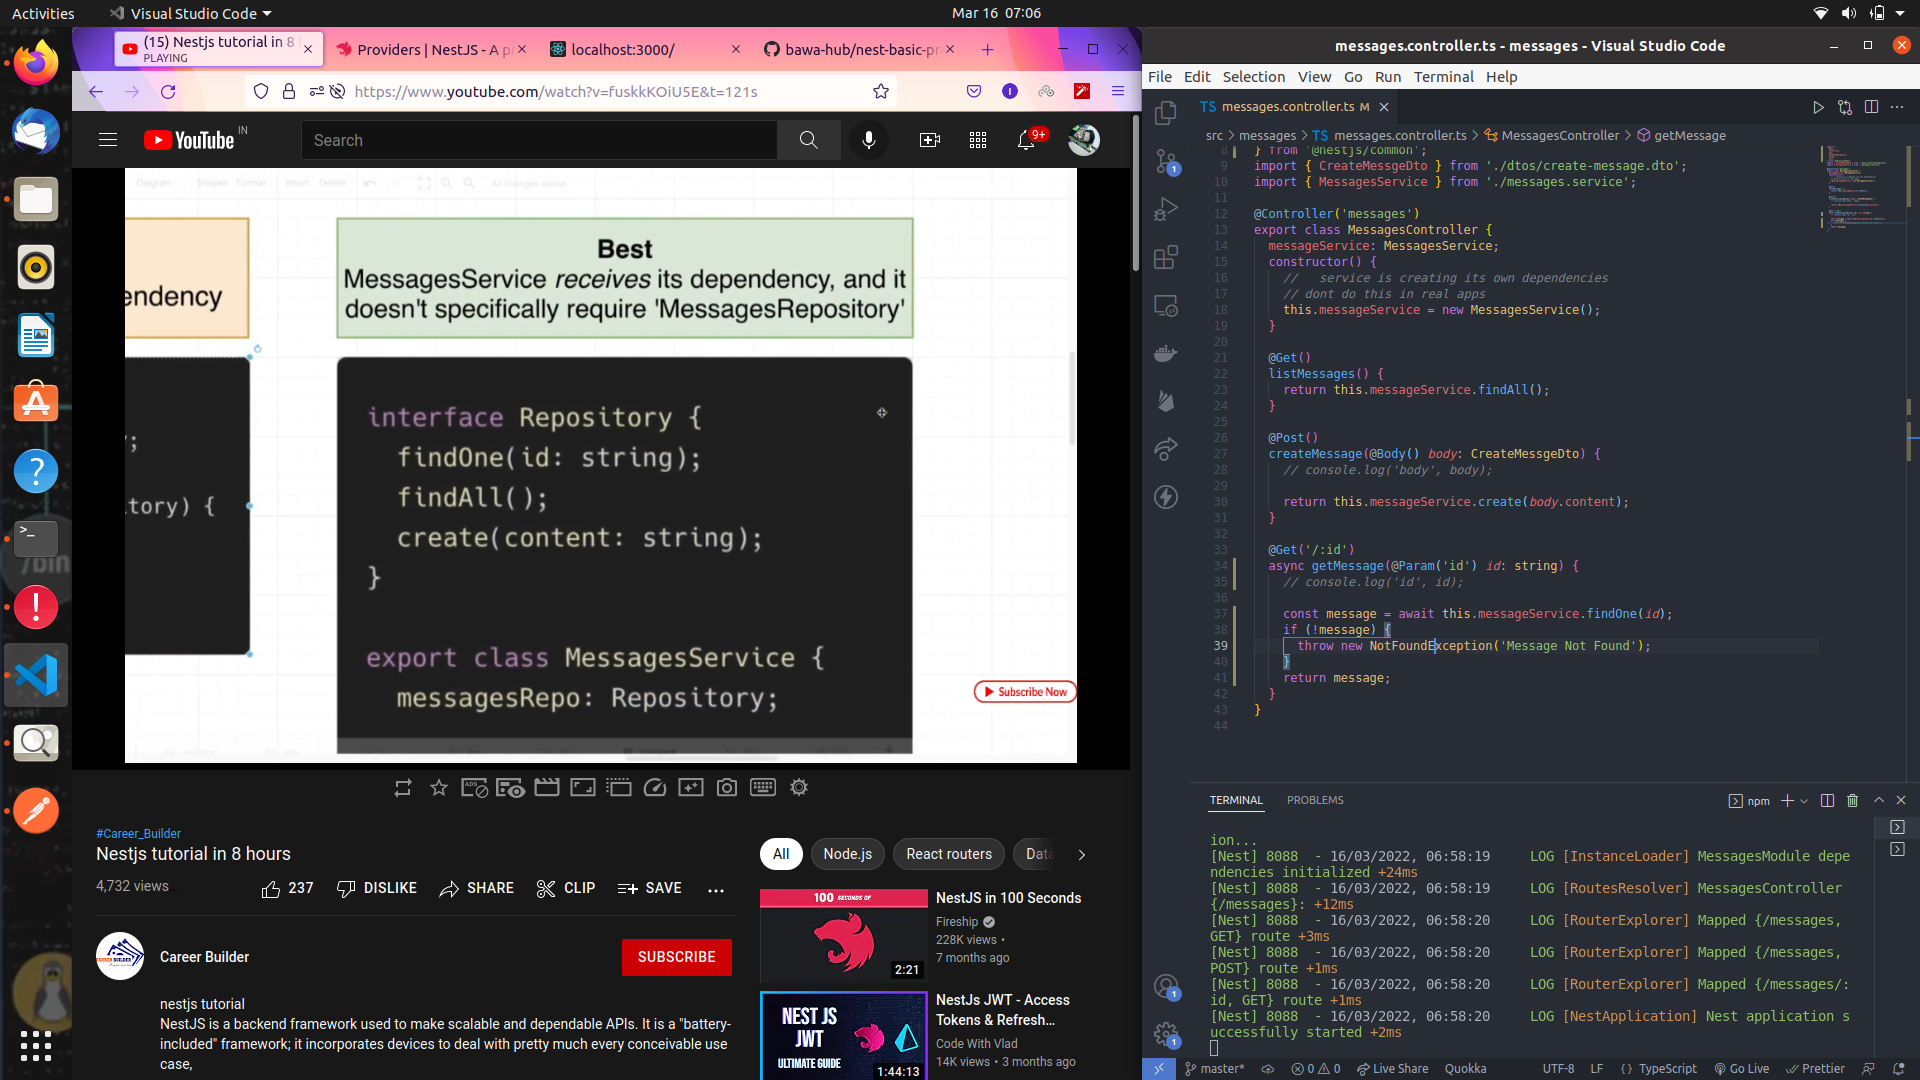 Activities
Visual Studio Code
Mar 16 07:06
(15) Nestjs tutorial in 8 h
PLAYING
Providers | NestJS - A p
localhost:3000/
bawa-hub/nest-basic-pr
https://www.youtube.com/watch?v=fuskkKOiU5E&t=121s
YouTube IN
Search
9+
Diagram
Shapes Format Insert Delete
All changes saved
endency
Best
MessagesService receives its dependency, and it
doesn't specifically require 'MessagesRepository'
;
tory) {
interface Repository {
findOne(id: string);
findAll();
create(content: string);
}
export class MessagesService {
messagesRepo: Repository;
Subscribe Now
#Career_Builder
Nestjs tutorial in 8 hours
4,732 views
237
DISLIKE
SHARE
CLIP
SAVE
Career Builder
SUBSCRIBE
nestjs tutorial
NestJS is a backend framework used to make scalable and dependable APIs. It is a "battery-
included" framework; it incorporates devices to deal with pretty much every conceivable use
case,
All
Node.js
React routers
Data
100 SECONDS OF
2:21
NestJS in 100 Seconds
Fireship
228K views •
7 months ago
NEST JS
JWT
ULTIMATE GUIDE
1:44:13
NestJs JWT - Access
Tokens & Refresh...
Code With Vlad
14K views • 3 months ago
messages.controller.ts - messages - Visual Studio Code
File Edit Selection View Go Run Terminal Help
TS messages.controller.ts M
src > messages > TS messages.controller.ts > MessagesController > getMessage
8 } from '@nestjs/common';
9 import { CreateMessgeDto } from './dtos/create-message.dto';
10 import { MessagesService } from './messages.service';
11
12 @Controller('messages')
13 export class MessagesController {
14 messageService: MessagesService;
15 constructor() {
16 // service is creating its own dependencies
17 // dont do this in real apps
18 this.messageService = new MessagesService();
19 }
20
21 @Get()
22 listMessages() {
23 return this.messageService.findAll();
24 }
25
26 @Post()
27 createMessage(@Body() body: CreateMessgeDto) {
28 // console.log('body', body);
29
30 return this.messageService.create(body.content);
31 }
32
33 @Get('/:id')
34 async getMessage(@Param('id') id: string) {
35 // console.log('id', id);
36
37 const message = await this.messageService.findOne(id);
38 if (!message) {
39 throw new NotFoundException('Message Not Found');
40 }
41 return message;
42 }
43 }
44
TERMINAL
PROBLEMS
npm
ion...
[Nest] 8088 - 16/03/2022, 06:58:19 LOG [InstanceLoader] MessagesModule depe
ndencies initialized +24ms
[Nest] 8088 - 16/03/2022, 06:58:19 LOG [RoutesResolver] MessagesController
{/messages}: +12ms
[Nest] 8088 - 16/03/2022, 06:58:20 LOG [RouterExplorer] Mapped {/messages,
GET} route +3ms
[Nest] 8088 - 16/03/2022, 06:58:20 LOG [RouterExplorer] Mapped {/messages,
POST} route +1ms
[Nest] 8088 - 16/03/2022, 06:58:20 LOG [RouterExplorer] Mapped {/messages/:
id, GET} route +1ms
[Nest] 8088 - 16/03/2022, 06:58:20 LOG [NestApplication] Nest application s
uccessfully started +2ms
master*
0 0
Live Share
Quokka
UTF-8
LF
{ } TypeScript
Go Live
Prettier